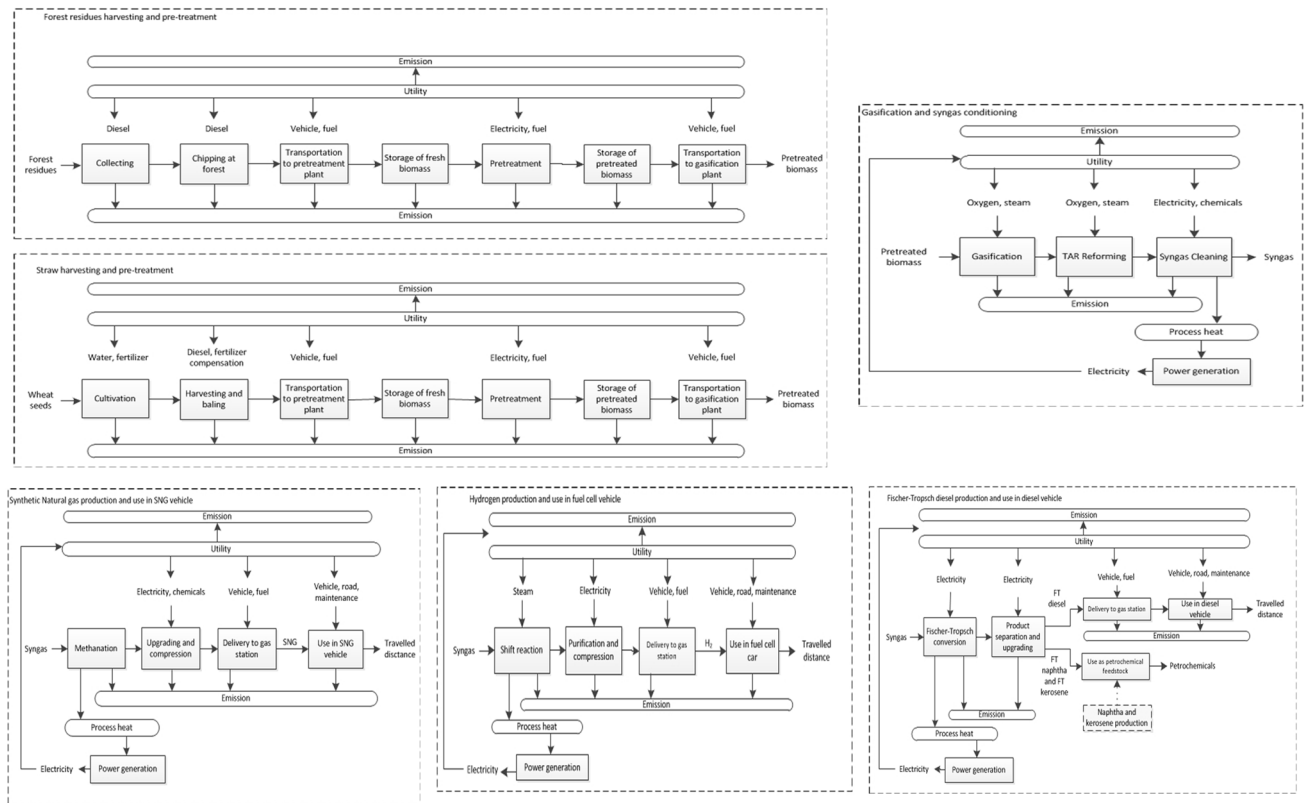 Forest residues harvesting and pre-treatment
Emission
Utility
Diesel
Diesel
Vehicle, fuel
Electricity, fuel
Vehicle, fuel
Forest
residues
Collecting
Chipping at
forest
Transportation
to pretreatment
plant
Storage of fresh
biomass
Pretreatment
Storage of
pretreated
biomass
Transportation
to gasification
plant
Pretreated
biomass
Emission
Straw harvesting and pre-treatment
Emission
Utility
Water, fertilizer
Diesel, fertilizer
compensation
Vehicle, fuel
Electricity, fuel
Vehicle, fuel
Wheat
seeds
Cultivation
Harvesting and
baling
Transportation
to pretreatment
plant
Storage of fresh
biomass
Pretreatment
Storage of
pretreated
biomass
Transportation
to gasification
plant
Pretreated
biomass
Emission
Gasification and syngas conditioning
Emission
Utility
Oxygen, steam
Oxygen, steam
Electricity, chemicals
Pretreated
biomass
Gasification
TAR Reforming
Syngas Cleaning
Syngas
Emission
Process heat
Electricity
Power generation
Synthetic Natural gas production and use in SNG vehicle
Emission
Utility
Electricity, chemicals
Vehicle, fuel
Vehicle, road,
maintenance
Syngas
Methanation
Upgrading and
compression
Delivery to gas
station
SNG
Use in SNG
vehicle
Travelled
disctance
Emission
Process heat
Electricity
Power generation
Hydrogen production and use in fuel cell vehicle
Emission
Utility
Steam
Electricity
Vehicle, fuel
Vehicle, road, maintenance
Syngas
Shift reaction
Purification and
compression
Delivery to gas
station
H₂
Use in fuel cell
car
Travelled
distance
Emission
Process heat
Electricity
Power generation
Fischer-Tropsch diesel production and use in diesel vehicle
Emission
Utility
Electricity
Electricity
Vehicle, fuel
Vehicle, road, maintenance
FT
diesel
Delivery to gas station
Use in diesel
vehicle
Travelled
distance
Syngas
Fischer-Tropsch
conversion
Product
separation and
upgrading
Emission
FT
naphtha
and FT
kerosene
Use as petrochemical
feedstock
Petrochemicals
Naphtha and
kerosene production
Emission
Process heat
Electricity
Power generation